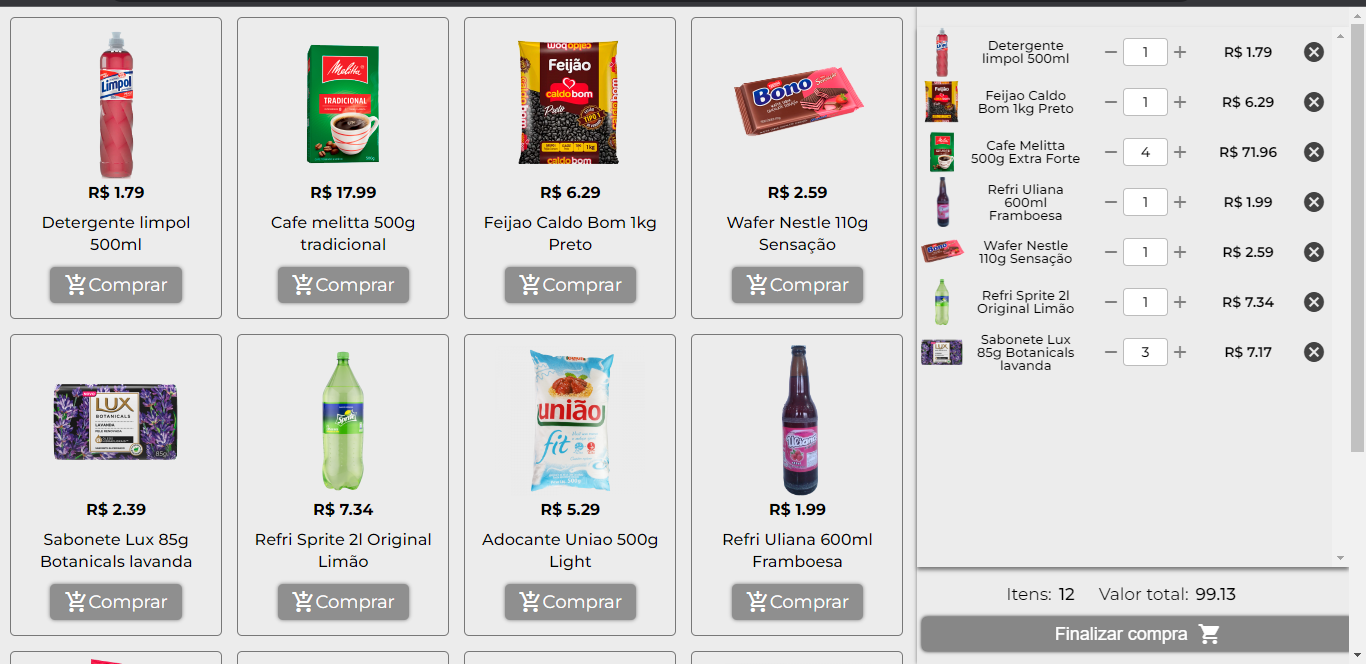 Limpol
Melitta
TRADICIONAL
Feijão
caldo bom
Preto
caldo bom
Bono
R$ 1.79
R$ 17.99
R$ 6.29
R$ 2.59
Detergente limpol
500ml
Cafe melitta 500g
tradicional
Feijao Caldo Bom 1kg
Preto
Wafer Nestle 110g
Sensação
Comprar
Comprar
Comprar
Comprar
LUX
BOTANICALS
LAVANDA
85g
Sprite
união
fit
Uliana
R$ 2.39
R$ 7.34
R$ 5.29
R$ 1.99
Sabonete Lux 85g
Botanicals lavanda
Refri Sprite 2l Original
Limão
Adocante Uniao 500g
Light
Refri Uliana 600ml
Framboesa
Comprar
Comprar
Comprar
Comprar
Detergente
limpol 500ml
1
R$ 1.79
Feijao Caldo
Bom 1kg Preto
1
R$ 6.29
Cafe Melitta
500g Extra Forte
4
R$ 71.96
Refri Uliana
600ml
Framboesa
1
R$ 1.99
Wafer Nestle
110g Sensação
1
R$ 2.59
Refri Sprite 2l
Original Limão
1
R$ 7.34
Sabonete Lux
85g Botanicals
lavanda
3
R$ 7.17
Itens: 12 Valor total: 99.13
Finalizar compra